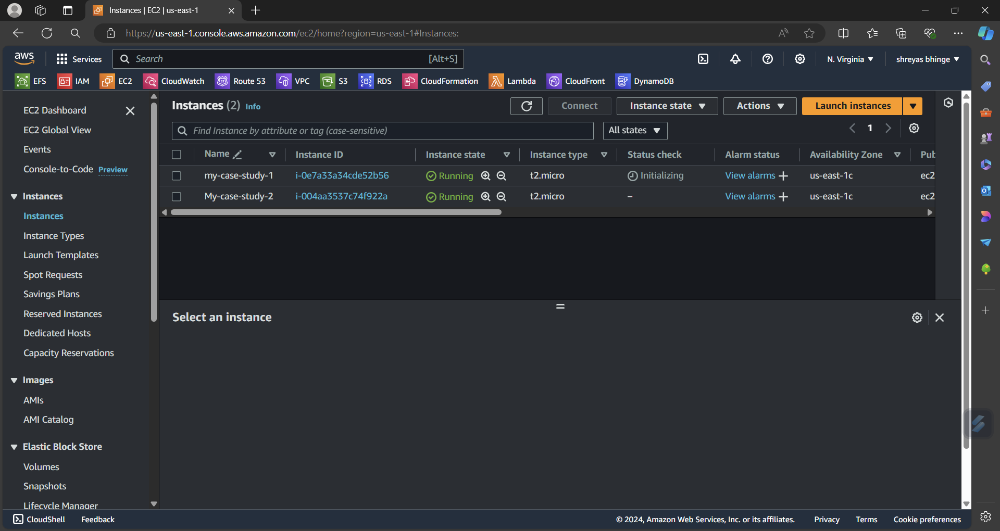 Instances | EC2 | us-east-1
https://us-east-1.console.aws.amazon.com/ec2/home?region=us-east-1#Instances:
aws Services Search [Alt+S] N. Virginia shreyas bhinge
EFS IAM EC2 CloudWatch Route 53 VPC S3 RDS CloudFormation Lambda CloudFront DynamoDB
EC2 Dashboard
EC2 Global View
Events
Console-to-Code Preview
Instances
Instances
Instance Types
Launch Templates
Spot Requests
Savings Plans
Reserved Instances
Dedicated Hosts
Capacity Reservations
Images
AMIs
AMI Catalog
Elastic Block Store
Volumes
Snapshots
Lifecycle Manager
Instances (2) Info Connect Instance state Actions Launch instances
Find Instance by attribute or tag (case-sensitive) All states 1
Name Instance ID Instance state Instance type Status check Alarm status Availability Zone Pub
my-case-study-1 i-0e7a33a34cde52b56 Running t2.micro Initializing View alarms + us-east-1c ec2
My-case-study-2 i-004aa3537c74f922a Running t2.micro – View alarms + us-east-1c ec2
Select an instance
CloudShell Feedback © 2024, Amazon Web Services, Inc. or its affiliates. Privacy Terms Cookie preferences